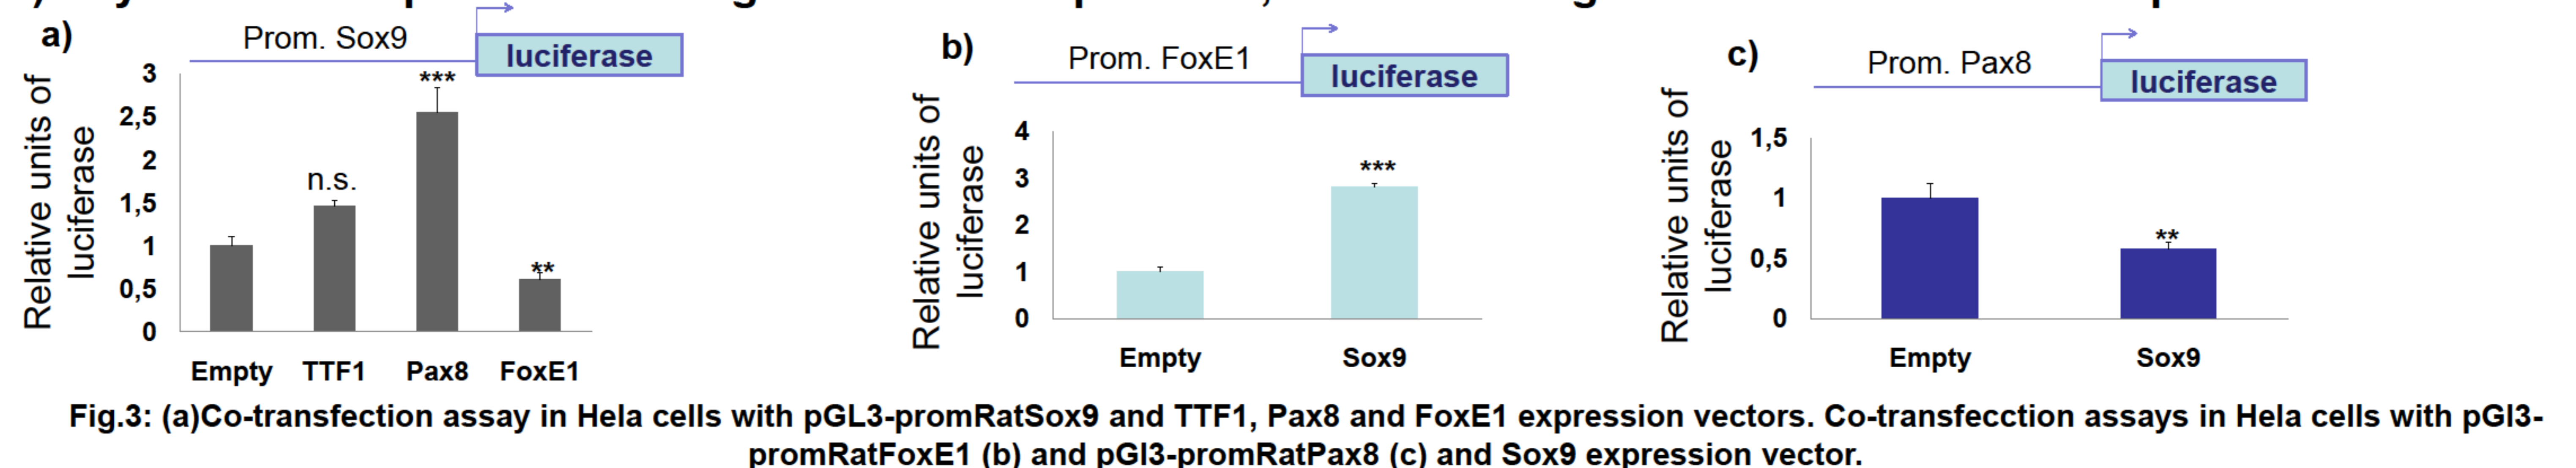 a)
Prom. Sox9
luciferase
Relative units of
luciferase
3
2,5
2
1,5
1
0,5
0
n.s.
***
**
Empty TTF1 Pax8 FoxE1
b)
Prom. FoxE1
luciferase
Relative units of
luciferase
4
3
2
1
0
***
Empty Sox9
c)
Prom. Pax8
luciferase
Relative units of
luciferase
1,5
1
0,5
0
**
Empty Sox9
Fig.3: (a)Co-transfection assay in Hela cells with pGL3-promRatSox9 and TTF1, Pax8 and FoxE1 expression vectors. Co-transfecction assays in Hela cells with pGl3-
promRatFoxE1 (b) and pGl3-promRatPax8 (c) and Sox9 expression vector.